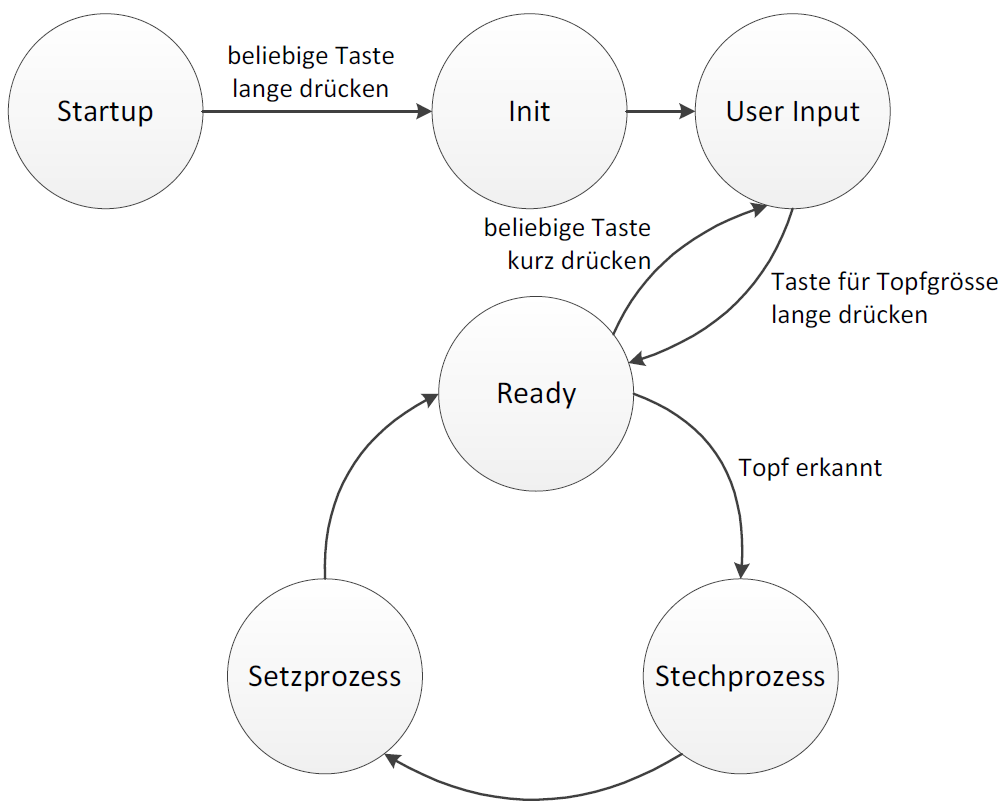 beliebige Taste
lange drücken
Startup
Init
User Input
beliebige Taste
kurz drücken
Taste für Topfgrösse
lange drücken
Ready
Topf erkannt
Setzprozess
Stechprozess